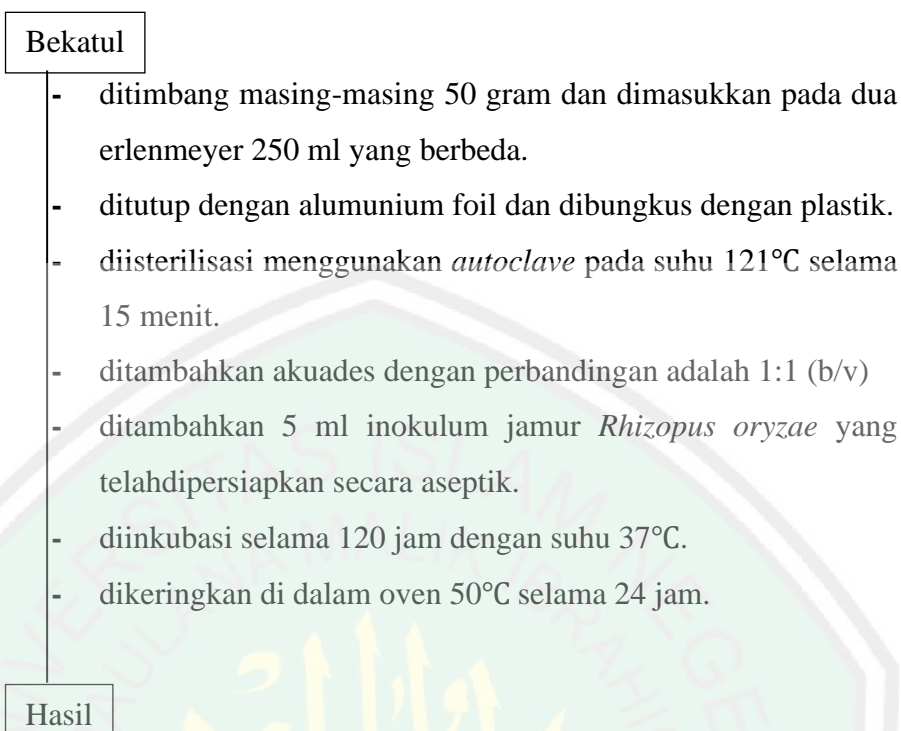 Bekatul
- ditimbang masing-masing 50 gram dan dimasukkan pada dua
erlenmeyer 250 ml yang berbeda.
- ditutup dengan alumunium foil dan dibungkus dengan plastik.
- diisterilisasi menggunakan autoclave pada suhu 121℃ selama
15 menit.
- ditambahkan akuades dengan perbandingan adalah 1:1 (b/v)
- ditambahkan 5 ml inokulum jamur Rhizopus oryzae yang
telahdipersiapkan secara aseptik.
- diinkubasi selama 120 jam dengan suhu 37℃.
- dikeringkan di dalam oven 50℃ selama 24 jam.
Hasil